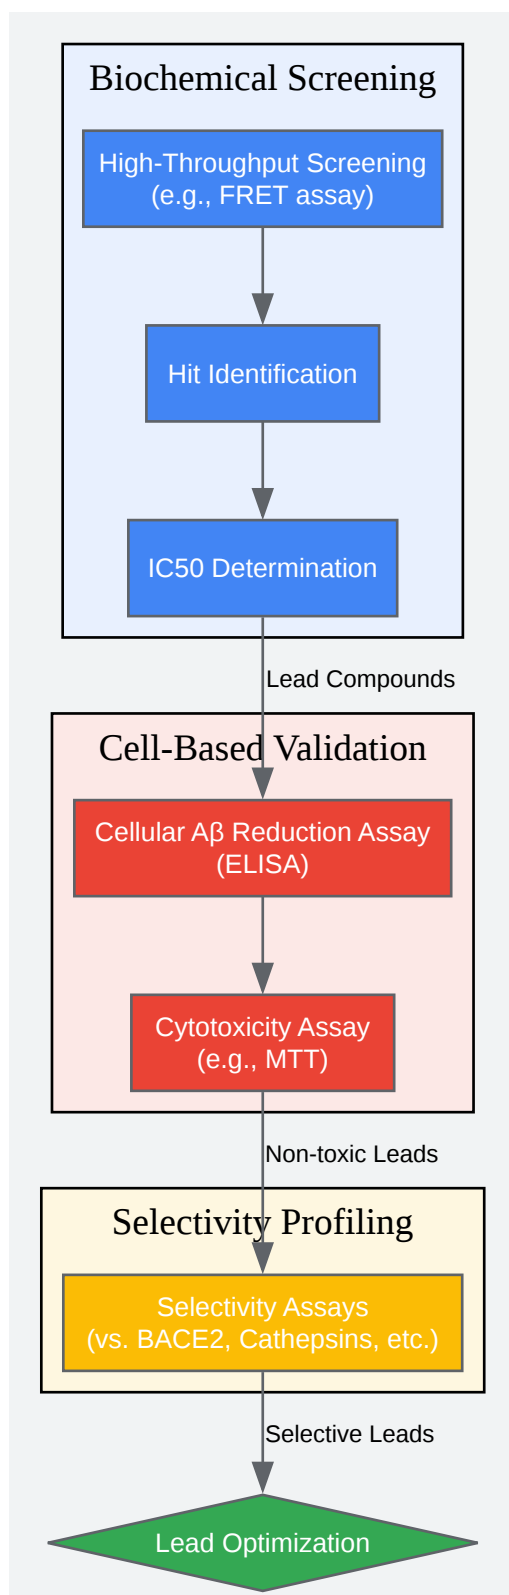 Biochemical Screening
High-Throughput Screening
(e.g., FRET assay)
Hit Identification
IC50 Determination
Lead Compounds
Cell-Based Validation
Cellular Aβ Reduction Assay
(ELISA)
Cytotoxicity Assay
(e.g., MTT)
Non-toxic Leads
Selectivity Profiling
Selectivity Assays
(vs. BACE2, Cathepsins, etc.)
Selective Leads
Lead Optimization